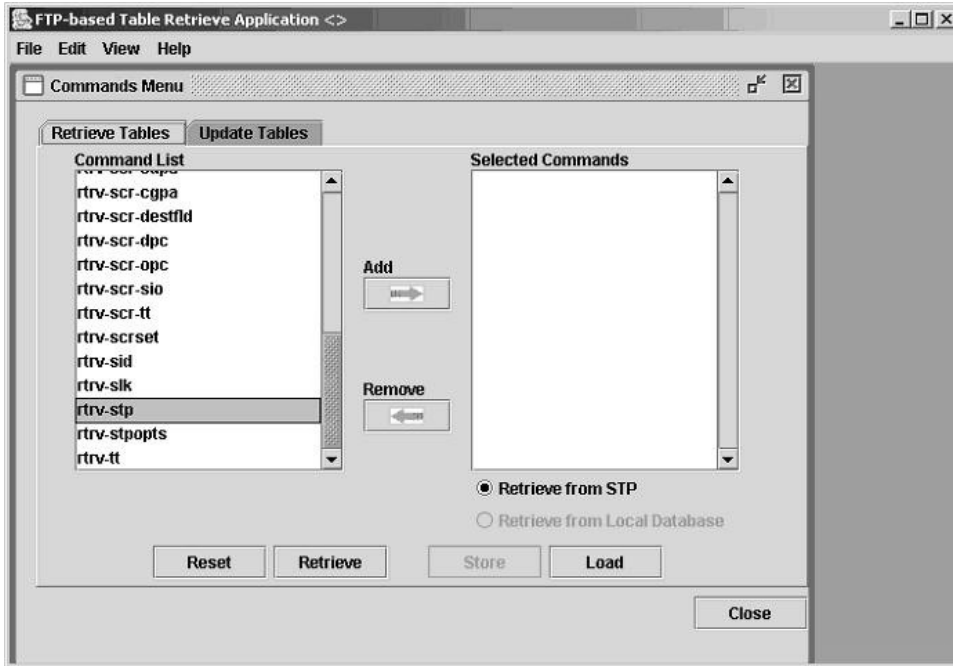 FTP-based Table Retrieve Application <>
File Edit View Help
Commands Menu
Retrieve Tables Update Tables
Command List Selected Commands
rtrv-scr-cgpa
rtrv-scr-destfld
rtrv-scr-dpc
rtrv-scr-opc
rtrv-scr-sio
rtrv-scr-tt
rtrv-scrset
rtrv-sid
rtrv-slk
rtrv-stp
rtrv-stpopts
rtrv-tt
Add
Remove
Retrieve from STP
Retrieve from Local Database
Reset Retrieve Store Load
Close